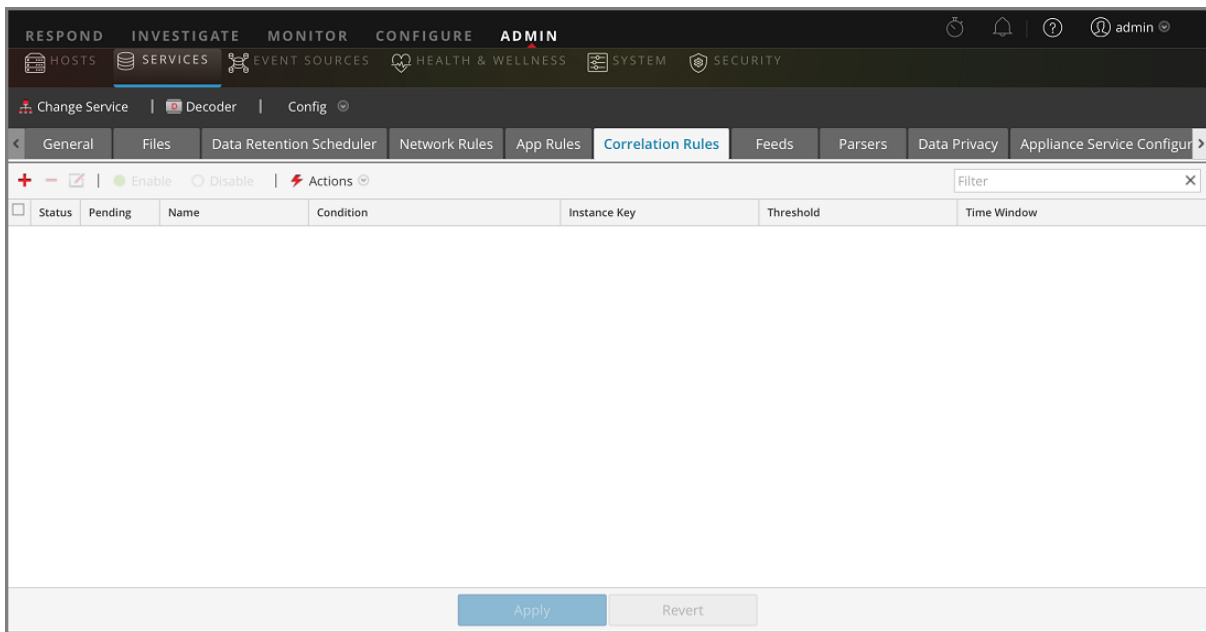 RESPOND INVESTIGATE MONITOR CONFIGURE ADMIN admin
HOSTS SERVICES EVENT SOURCES HEALTH & WELLNESS SYSTEM SECURITY
Change Service | D Decoder | Config
General Files Data Retention Scheduler Network Rules App Rules Correlation Rules Feeds Parsers Data Privacy Appliance Service Configur
Enable Disable | Actions Filter
Status Pending Name Condition Instance Key Threshold Time Window
Apply Revert